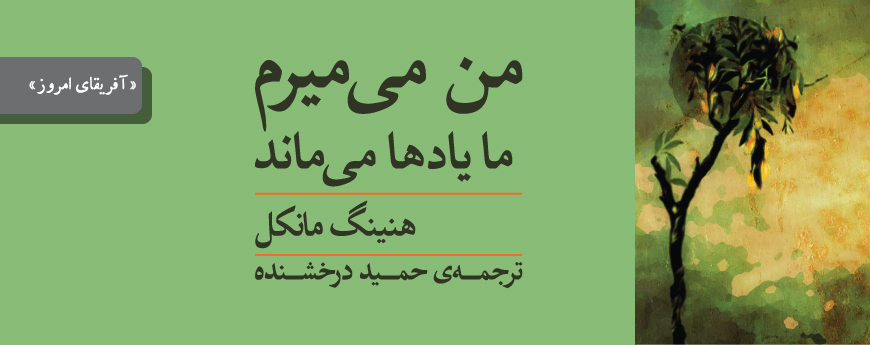 «آفریقای امروز»
من می‌میرم
ما یادها می‌ماند
هنینگ مانکل
ترجمه‌ی حمید درخشنده